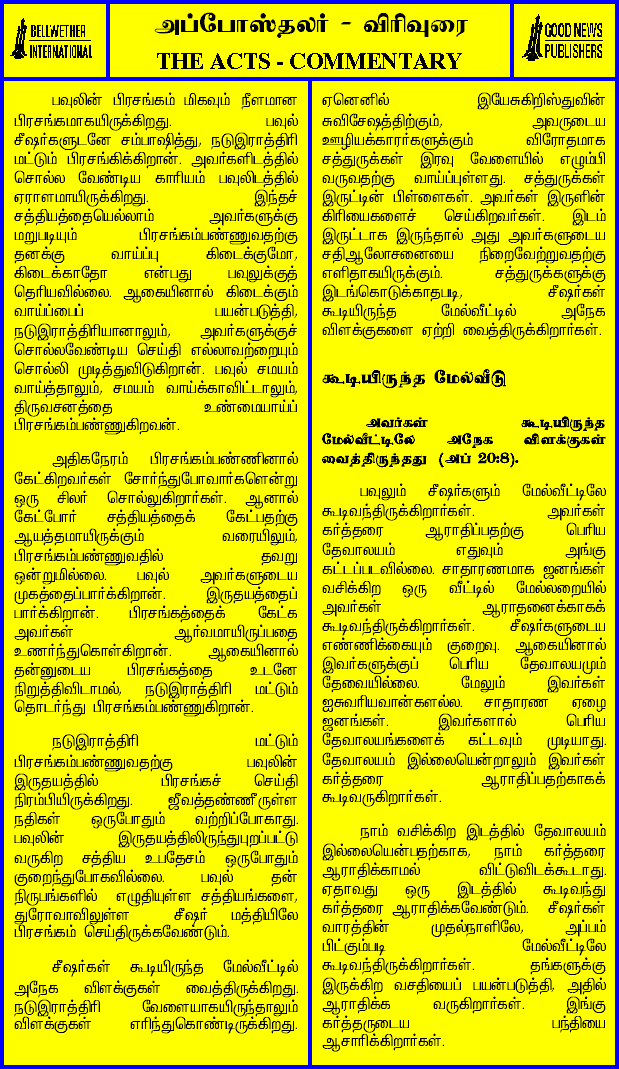 BELLWETHER
INTERNATIONAL
அப்போஸ்தலர் - விரிவுரை
THE ACTS - COMMENTARY
GOOD NEWS
PUBLISHERS
பவுலின் பிரசங்கம் மிகவும் நீளமான
பிரசங்கமாகயிருக்கிறது. பவுல்
சீஷர்களுடனே சம்பாஷித்து, நடுஇராத்திரி
மட்டும் பிரசங்கிக்கிறான். அவர்களிடத்தில்
சொல்ல வேண்டிய காரியம் பவுலிடத்தில்
ஏராளமாயிருக்கிறது. இந்தச்
சத்தியத்தையெல்லாம் அவர்களுக்கு
மறுபடியும் பிரசங்கம்பண்ணுவதற்கு
தனக்கு வாய்ப்பு கிடைக்குமோ,
கிடைக்காதோ என்பது பவுலுக்குத்
தெரியவில்லை. ஆகையினால் கிடைக்கும்
வாய்ப்பைப் பயன்படுத்தி,
நடுஇராத்திரியானாலும், அவர்களுக்குச்
சொல்லவேண்டிய செய்தி எல்லாவற்றையும்
சொல்லி முடித்துவிடுகிறான். பவுல் சமயம்
வாய்த்தாலும், சமயம் வாய்க்காவிட்டாலும்,
திருவசனத்தை உண்மையாய்ப்
பிரசங்கம்பண்ணுகிறவன்.
அதிகநேரம் பிரசங்கம்பண்ணினால்
கேட்கிறவர்கள் சோர்ந்துபோவார்களென்று
ஒரு சிலர் சொல்லுகிறார்கள். ஆனால்
கேட்போர் சத்தியத்தைக் கேட்பதற்கு
ஆயத்தமாயிருக்கும் வரையிலும்,
பிரசங்கம்பண்ணுவதில் தவறு
ஒன்றுமில்லை. பவுல் அவர்களுடைய
முகத்தைப்பார்க்கிறான். இருதயத்தைப்
பார்க்கிறான். பிரசங்கத்தைக் கேட்க
அவர்கள் ஆர்வமாயிருப்பதை
உணர்ந்துகொள்கிறான். ஆகையினால்
தன்னுடைய பிரசங்கத்தை உடனே
நிறுத்திவிடாமல், நடுஇராத்திரி மட்டும்
தொடர்ந்து பிரசங்கம்பண்ணுகிறான்.
நடுஇராத்திரி மட்டும்
பிரசங்கம்பண்ணுவதற்கு பவுலின்
இருதயத்தில் பிரசங்கச் செய்தி
நிரம்பியிருக்கிறது. ஜீவத்தண்ணீருள்ள
நதிகள் ஒருபோதும் வற்றிப்போகாது.
பவுலின் இருதயத்திலிருந்துபுறப்பட்டு
வருகிற சத்திய உபதேசம் ஒருபோதும்
குறைந்துபோகவில்லை. பவுல் தன்
நிருபங்களில் எழுதியுள்ள சத்தியங்களை,
துரோவாவிலுள்ள சீஷர் மத்தியிலே
பிரசங்கம் செய்திருக்கவேண்டும்.
சீஷர்கள் கூடியிருந்த மேல்வீட்டில்
அநேக விளக்குகள் வைத்திருக்கிறது.
நடுஇராத்திரி வேளையாகயிருந்தாலும்
விளக்குகள் எரிந்துகொண்டிருக்கிறது.
ஏனெனில் இயேசுகிறிஸ்துவின்
சுவிசேஷத்திற்கும், அவருடைய
ஊழியக்காரர்களுக்கும் விரோதமாக
சத்துருக்கள் இரவு வேளையில் எழும்பி
வருவதற்கு வாய்ப்புள்ளது. சத்துருக்கள்
இருட்டின் பிள்ளைகள். அவர்கள் இருளின்
கிரியைகளைச் செய்கிறவர்கள். இடம்
இருட்டாக இருந்தால் அது அவர்களுடைய
சதிஆலோசனையை நிறைவேற்றுவதற்கு
எளிதாகயிருக்கும். சத்துருக்களுக்கு
இடங்கொடுக்காதபடி, சீஷர்கள்
கூடியிருந்த மேல்வீட்டில் அநேக
விளக்குகளை ஏற்றி வைத்திருக்கிறார்கள்.
கூடியிருந்த மேல்வீடு
அவர்கள் கூடியிருந்த
மேல்வீட்டிலே அநேக விளக்குகள்
வைத்திருந்தது (அப் 20:8).
பவுலும் சீஷர்களும் மேல்வீட்டிலே
கூடிவந்திருக்கிறார்கள். அவர்கள்
கர்த்தரை ஆராதிப்பதற்கு பெரிய
தேவாலயம் எதுவும் அங்கு
கட்டப்படவில்லை. சாதாரணமாக ஜனங்கள்
வசிக்கிற ஒரு வீட்டில் மேல்லறையில்
அவர்கள் ஆராதனைக்காகக்
கூடிவந்திருக்கிறார்கள். சீஷர்களுடைய
எண்ணிக்கையும் குறைவு. ஆகையினால்
இவர்களுக்குப் பெரிய தேவாலயமும்
தேவையில்லை. மேலும் இவர்கள்
ஐசுவரியவான்களல்ல. சாதாரண ஏழை
ஜனங்கள். இவர்களால் பெரிய
தேவாலயங்களைக் கட்டவும் முடியாது.
தேவாலயம் இல்லையென்றாலும் இவர்கள்
கர்த்தரை ஆராதிப்பதற்காகக்
கூடிவருகிறார்கள்.
நாம் வசிக்கிற இடத்தில் தேவாலயம்
இல்லையென்பதற்காக, நாம் கர்த்தரை
ஆராதிக்காமல் விட்டுவிடக்கூடாது.
ஏதாவது ஒரு இடத்தில் கூடிவந்து
கர்த்தரை ஆராதிக்கவேண்டும். சீஷர்கள்
வாரத்தின் முதல்நாளிலே, அப்பம்
பிட்கும்படி மேல்வீட்டிலே
கூடிவந்திருக்கிறார்கள். தங்களுக்கு
இருக்கிற வசதியைப் பயன்படுத்தி, அதில்
ஆராதிக்க வருகிறார்கள். இங்கு
கர்த்தருடைய பந்தியை
ஆசாரிக்கிறார்கள்.